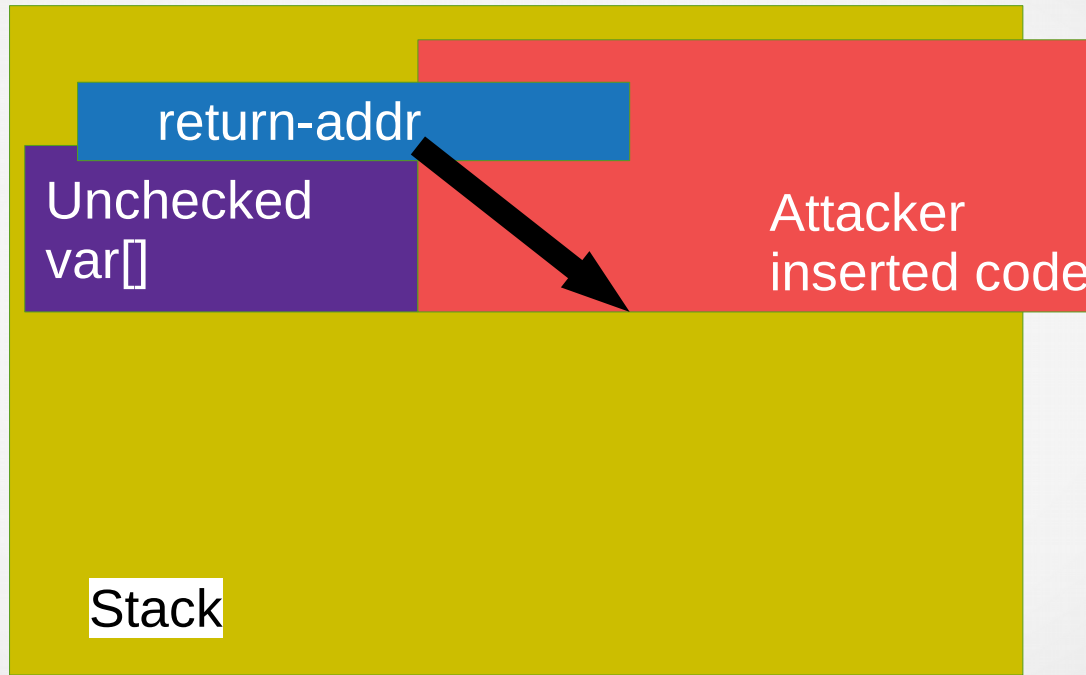 return-addr
Unchecked
var[]
Attacker
inserted code
Stack